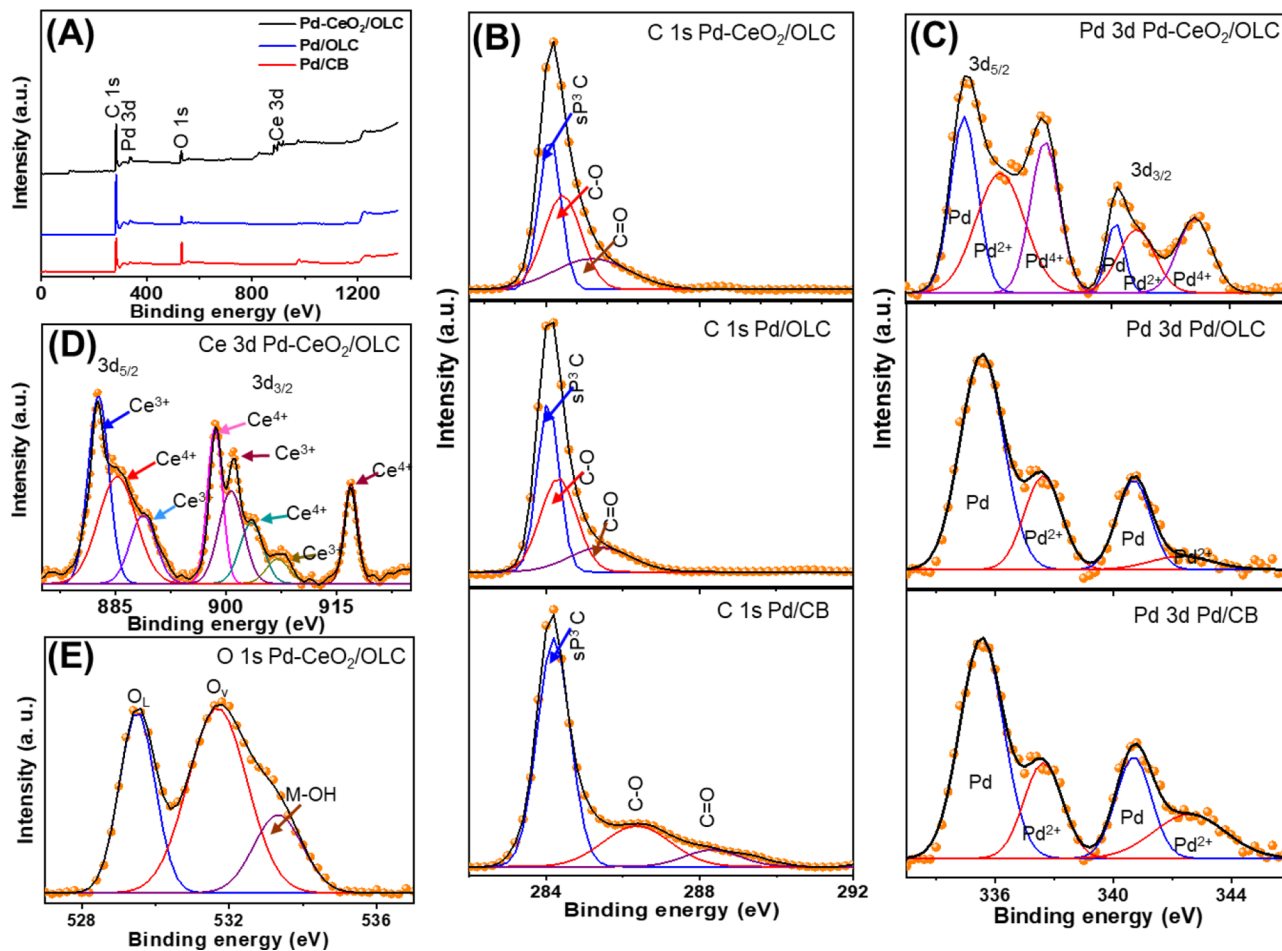 (A)
Pd-CeO₂/OLC
Pd/OLC
Pd/CB
C 1s
Pd 3d
O 1s
Ce 3d
Intensity (a.u.)
0 400 800 1200
Binding energy (eV)
(B)
C 1s Pd-CeO₂/OLC
sP³ C
C-O
C=O
C 1s Pd/OLC
sP³ C
C-O
C=O
C 1s Pd/CB
sP³ C
C-O
C=O
Intensity (a.u.)
284 288 292
Binding energy (eV)
(C)
Pd 3d Pd-CeO₂/OLC
3d₅/₂
3d₃/₂
Pd
Pd²⁺
Pd⁴⁺
Pd
Pd²⁺
Pd⁴⁺
Pd 3d Pd/OLC
Pd
Pd²⁺
Pd
Pd²⁺
Pd 3d Pd/CB
Pd
Pd²⁺
Pd
Pd²⁺
Intensity (a.u.)
336 340 344
Binding energy (eV)
(D)
Ce 3d Pd-CeO₂/OLC
3d₅/₂
3d₃/₂
Ce³⁺
Ce⁴⁺
Ce³⁺
Ce⁴⁺
Ce³⁺
Ce⁴⁺
Ce³⁺
Ce⁴⁺
Intensity (a.u.)
885 900 915
Binding energy (eV)
(E)
O 1s Pd-CeO₂/OLC
O_L
O_V
M-OH
Intensity (a. u.)
528 532 536
Binding energy (eV)